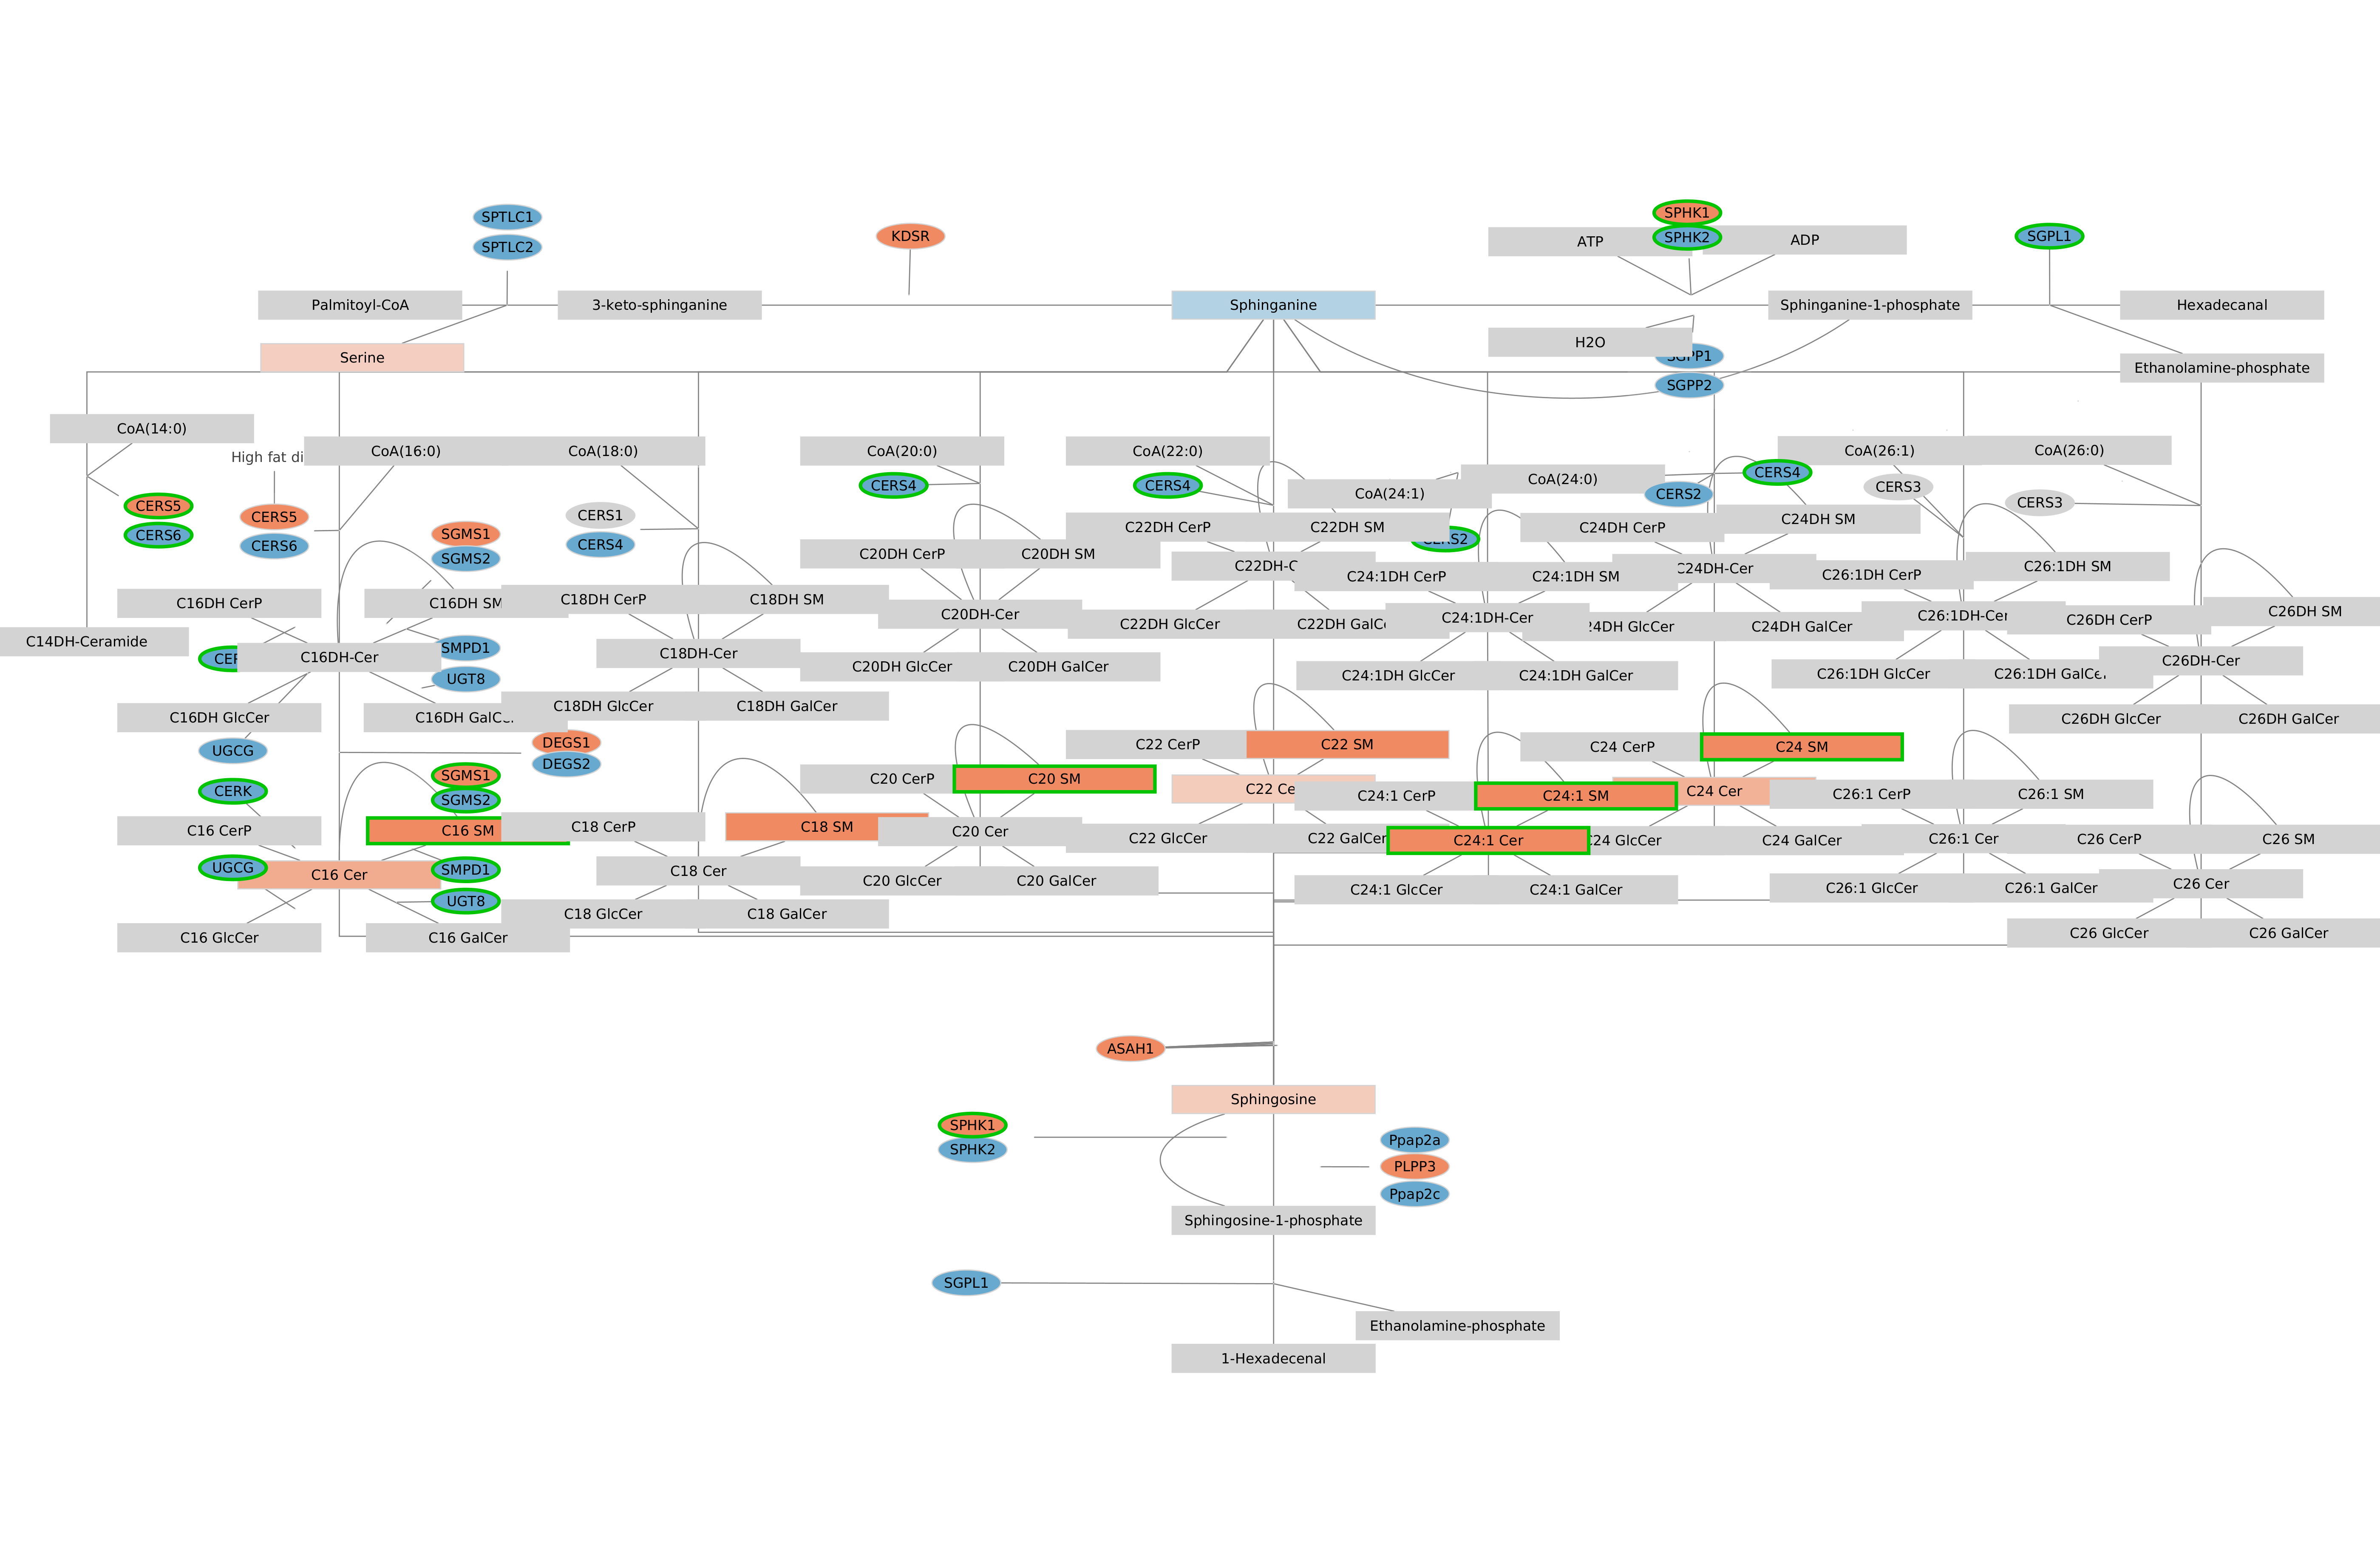 SPTLC1
SPTLC2
KDSR
SPHK1
SPHK2
ATP
ADP
SGPL1
Palmitoyl-CoA
3-keto-sphinganine
Sphinganine
Sphinganine-1-phosphate
Hexadecanal
Serine
H2O
SGPP1
SGPP2
Ethanolamine-phosphate
CoA(14:0)
High fat di
CoA(16:0)
CoA(18:0)
CoA(20:0)
CoA(22:0)
CoA(24:1)
CoA(24:0)
CoA(26:1)
CoA(26:0)
CERS4
CERS4
CERS2
CERS4
CERS3
CERS3
CERS5
CERS6
CERS5
CERS6
SGMS1
SGMS2
CERS1
CERS4
CERS2
C20DH CerP
C20DH SM
C22DH CerP
C22DH SM
C24DH CerP
C24DH SM
C22DH-C
C24:1DH CerP
C24:1DH SM
C24DH-Cer
C26:1DH CerP
C26:1DH SM
C16DH CerP
C16DH SM
C18DH CerP
C18DH SM
C20DH-Cer
C22DH GlcCer
C22DH GalCe
C24:1DH-Cer
24DH GlcCer
C24DH GalCer
C26:1DH-Cer
C26DH CerP
C26DH SM
C14DH-Ceramide
CER
C16DH-Cer
SMPD1
UGT8
C18DH-Cer
C20DH GlcCer
C20DH GalCer
C24:1DH GlcCer
C24:1DH GalCer
C26:1DH GlcCer
C26:1DH GalCer
C26DH-Cer
C16DH GlcCer
C16DH GalC
C18DH GlcCer
C18DH GalCer
C26DH GlcCer
C26DH GalCer
UGCG
DEGS1
DEGS2
C22 CerP
C22 SM
C24 CerP
C24 SM
SGMS1
SGMS2
CERK
C20 CerP
C20 SM
C22 Ce
C24:1 CerP
C24:1 SM
C24 Cer
C26:1 CerP
C26:1 SM
C16 CerP
C16 SM
C18 CerP
C18 SM
C20 Cer
C22 GlcCer
C22 GalCer
C24:1 Cer
24 GlcCer
C24 GalCer
C26:1 Cer
C26 CerP
C26 SM
UGCG
C16 Cer
SMPD1
UGT8
C18 Cer
C20 GlcCer
C20 GalCer
C24:1 GlcCer
C24:1 GalCer
C26:1 GlcCer
C26:1 GalCer
C26 Cer
C16 GlcCer
C16 GalCer
C18 GlcCer
C18 GalCer
C26 GlcCer
C26 GalCer
ASAH1
Sphingosine
SPHK1
SPHK2
Ppap2a
PLPP3
Ppap2c
Sphingosine-1-phosphate
SGPL1
Ethanolamine-phosphate
1-Hexadecenal